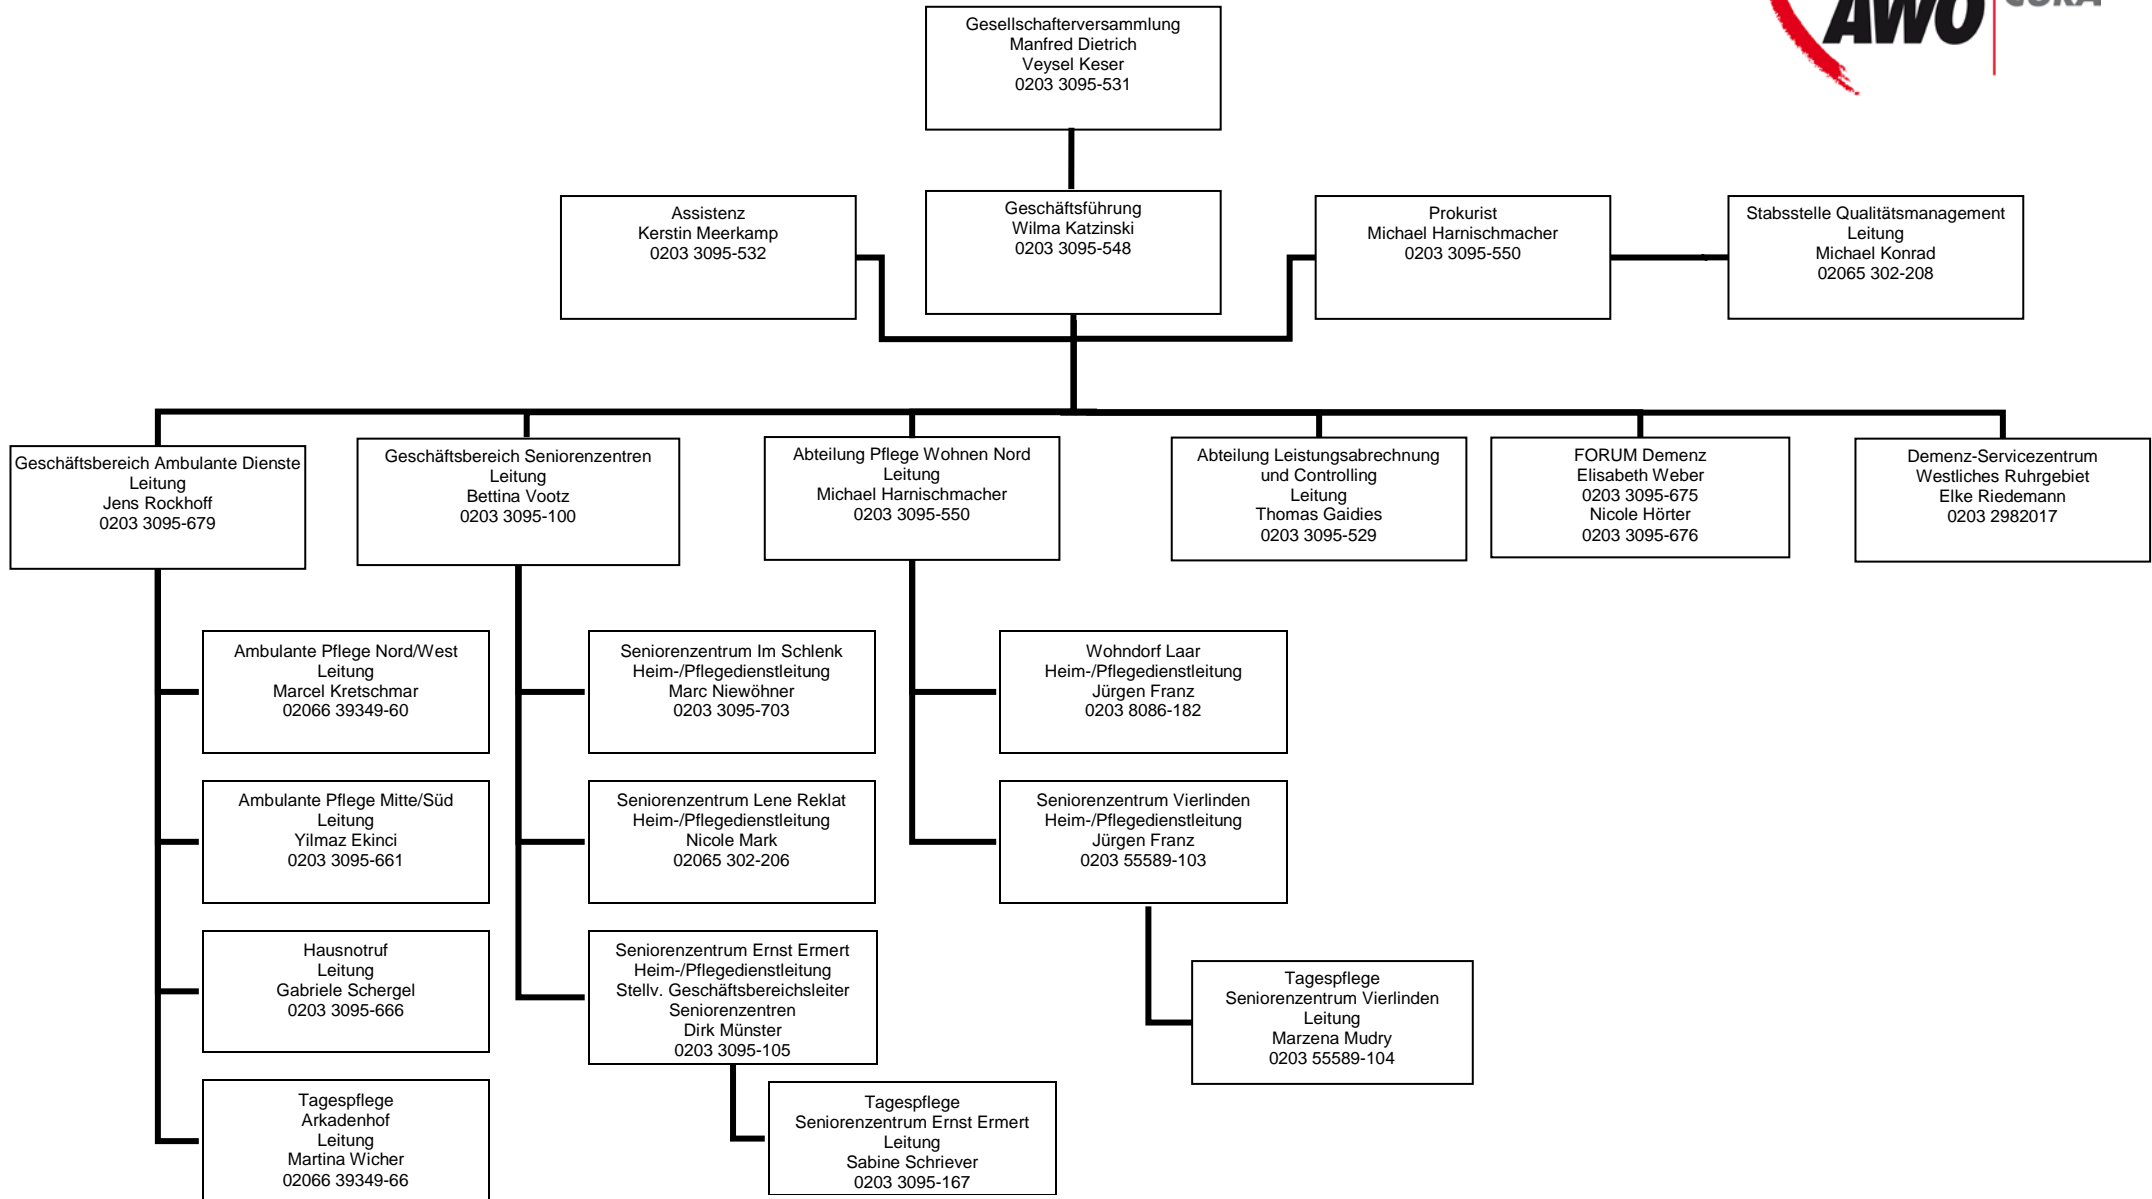 Gesellschafterversammlung
Manfred Dietrich
Veysel Keser
0203 3095-531
AWO
CURA
Assistenz
Kerstin Meerkamp
0203 3095-532
Geschäftsführung
Wilma Katzinski
0203 3095-548
Prokurist
Michael Harnischmacher
0203 3095-550
Stabsstelle Qualitätsmanagement
Leitung
Michael Konrad
02065 302-208
Geschäftsbereich Ambulante Dienste
Leitung
Jens Rockhoff
0203 3095-679
Geschäftsbereich Seniorenzentren
Leitung
Bettina Vootz
0203 3095-100
Abteilung Pflege Wohnen Nord
Leitung
Michael Harnischmacher
0203 3095-550
Abteilung Leistungsabrechnung
und Controlling
Leitung
Thomas Gaidies
0203 3095-529
FORUM Demenz
Elisabeth Weber
0203 3095-675
Nicole Hörter
0203 3095-676
Demenz-Servicezentrum
Westliches Ruhrgebiet
Elke Riedemann
0203 2982017
Ambulante Pflege Nord/West
Leitung
Marcel Kretschmar
02066 39349-60
Seniorenzentrum Im Schlenk
Heim-/Pflegedienstleitung
Marc Niewöhner
0203 3095-703
Wohndorf Laar
Heim-/Pflegedienstleitung
Jürgen Franz
0203 8086-182
Ambulante Pflege Mitte/Süd
Leitung
Yilmaz Ekinci
0203 3095-661
Seniorenzentrum Lene Reklat
Heim-/Pflegedienstleitung
Nicole Mark
02065 302-206
Seniorenzentrum Vierlinden
Heim-/Pflegedienstleitung
Jürgen Franz
0203 55589-103
Hausnotruf
Leitung
Gabriele Schergel
0203 3095-666
Seniorenzentrum Ernst Ermert
Heim-/Pflegedienstleitung
Stellv. Geschäftsbereichsleiter
Seniorenzentren
Dirk Münster
0203 3095-105
Tagespflege
Seniorenzentrum Vierlinden
Leitung
Marzena Mudry
0203 55589-104
Tagespflege
Arkadenhof
Leitung
Martina Wicher
02066 39349-66
Tagespflege
Seniorenzentrum Ernst Ermert
Leitung
Sabine Schriever
0203 3095-167